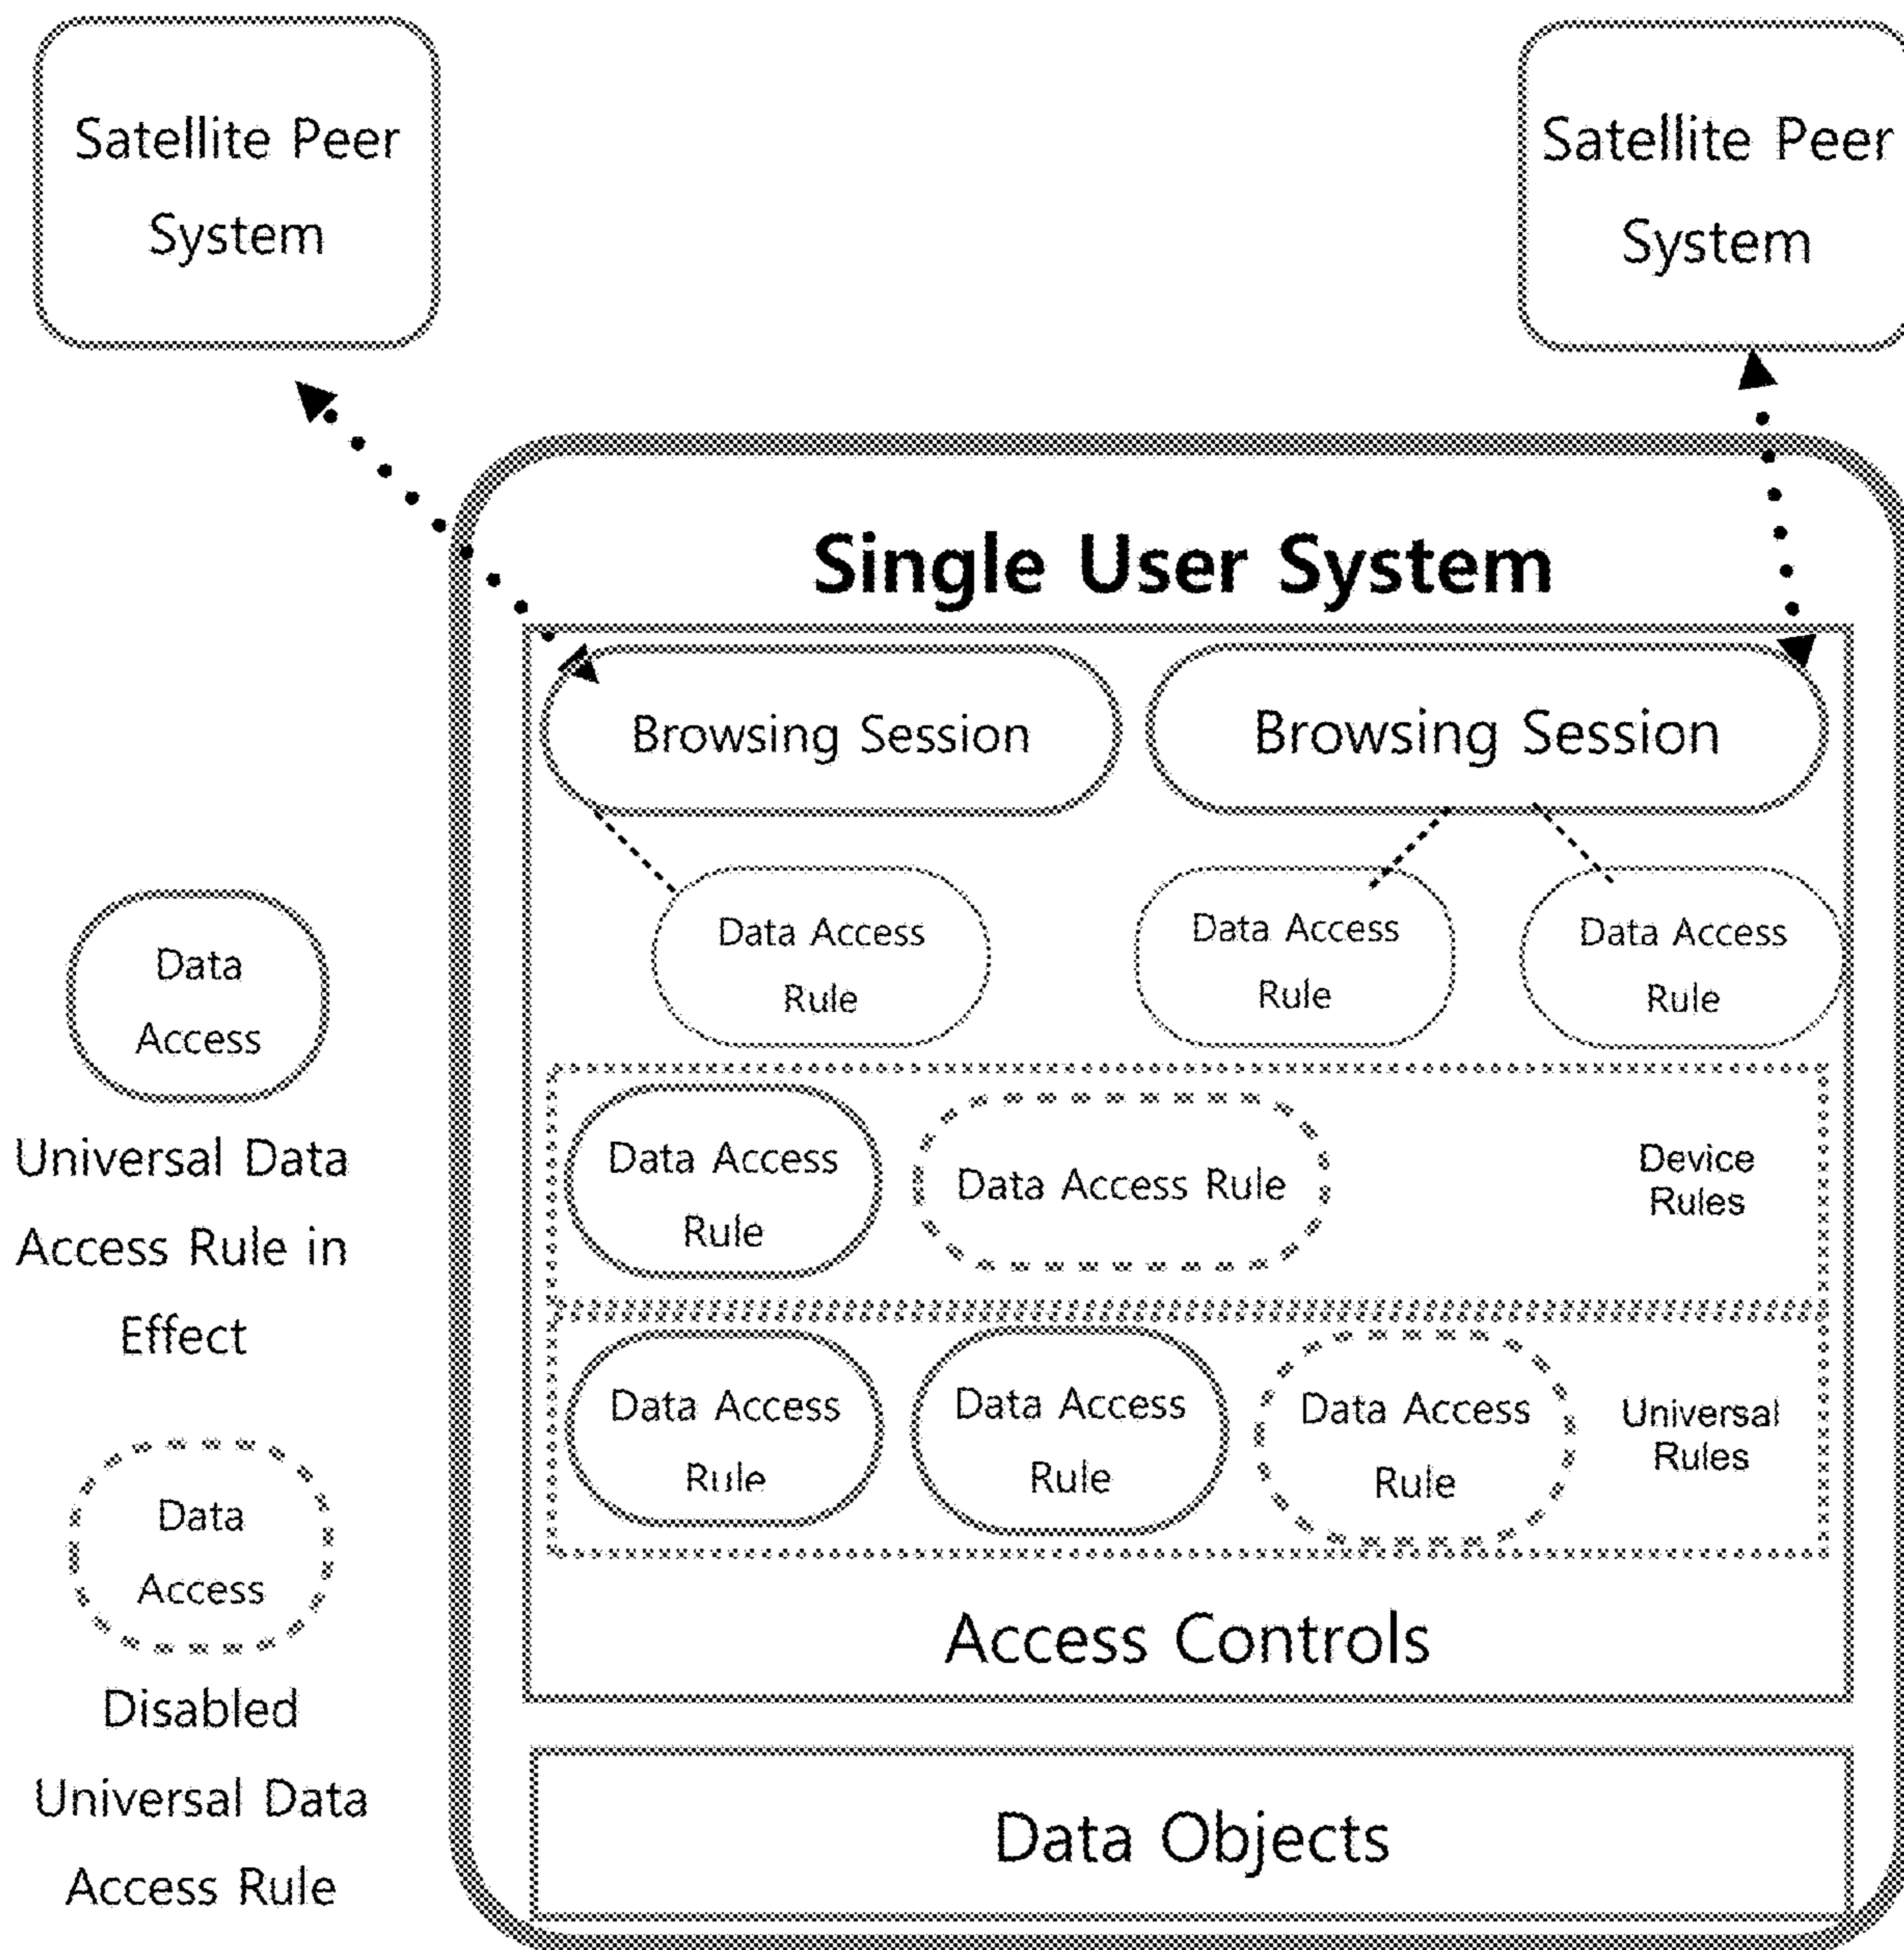 Satellite Peer
System
Satellite Peer
System
Single User System
Browsing Session
Browsing Session
Data Access
Rule
Data Access
Rule
Data Access
Rule
Data Access
Rule
Data Access Rule
Device
Rules
Data Access
Rule
Data Access
Rule
Data Access
Rule
Universal
Rules
Access Controls
Data Objects
Data
Access
Universal Data
Access Rule in
Effect
Data
Access
Disabled
Universal Data
Access Rule